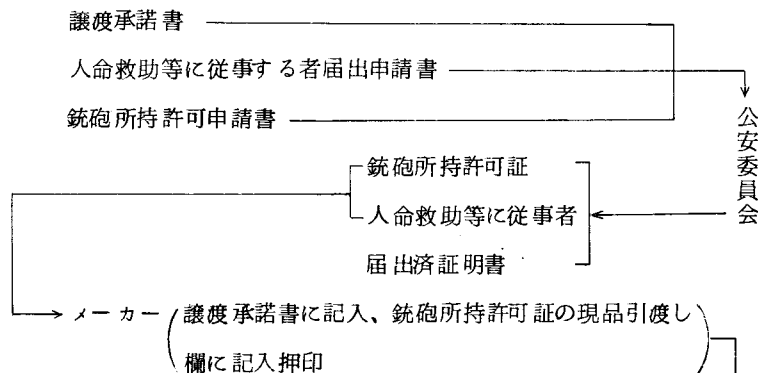 譲渡承諾書
人命救助等に従事する者届出申請書
銃砲所持許可申請書
公安委員会
銃砲所持許可証
人命救助等に従事者
届出済証明書
メーカー(譲渡承諾書に記入、銃砲所持許可証の現品引渡し
欄に記入押印)